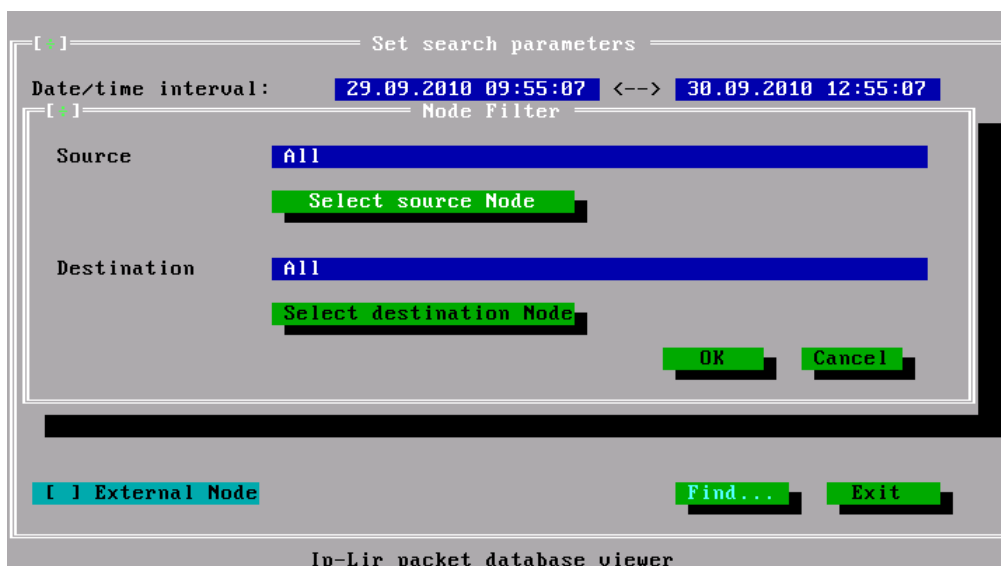 [÷] Set search parameters
Date/time interval: 29.09.2010 09:55:07 <--> 30.09.2010 12:55:07
[÷] Node Filter
Source All
Select source Node
Destination All
Select destination Node
OK Cancel
[ ] External Node Find... Exit
Ip-Lir packet database viewer